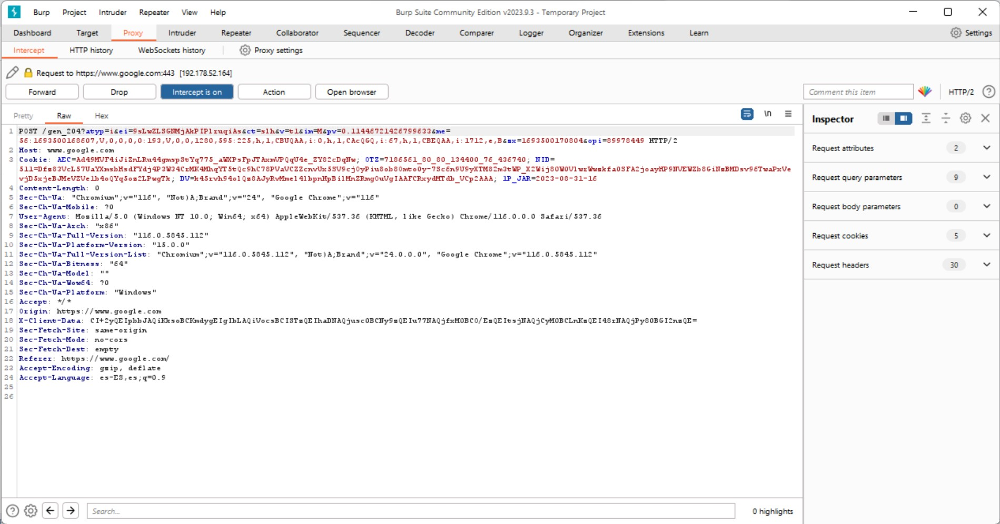 Burp Project Intruder Repeater View Help Burp Suite Community Edition v2023.9.3 - Temporary Project
Dashboard Target Proxy Intruder Repeater Collaborator Sequencer Decoder Comparer Logger Organizer Extensions Learn Settings
Intercept HTTP history WebSockets history Proxy settings
Request to https://www.google.com:443 [192.178.52.164]
Forward Drop Intercept is on Action Open browser Comment this item HTTP/2
Pretty Raw Hex \n
Inspector
1 POST /gen_204?atyp=i&ei=9sLwZLSGNMjAkPIPlruqiAs&ct=slh&v=t1&im=M&pv=0.11446721426799633&me=
56:1693500168607,V,0,0,0,0:193,V,0,0,1280,595:225,h,1,CBUQAA,i:0,h,1,CAcQGQ,i:67,h,1,CBEQAA,i:1712,e,B&zx=1693500170804&opi=89978449 HTTP/2
2 Host: www.google.com
3 Cookie: AEC=; OTZ=7186561_80_80_134400_76_436740; NID=
511=
; DV=; 1P_JAR=2023-08-31-16
4 Content-Length: 0
5 Sec-Ch-Ua: "Chromium";v="116", "Not)A;Brand";v="24", "Google Chrome";v="116"
6 Sec-Ch-Ua-Mobile: ?0
7 User-Agent: Mozilla/5.0 (Windows NT 10.0; Win64; x64) AppleWebKit/537.36 (KHTML, like Gecko) Chrome/116.0.0.0 Safari/537.36
8 Sec-Ch-Ua-Arch: "x86"
9 Sec-Ch-Ua-Full-Version: "116.0.5845.112"
10 Sec-Ch-Ua-Platform-Version: "15.0.0"
11 Sec-Ch-Ua-Full-Version-List: "Chromium";v="116.0.5845.112", "Not)A;Brand";v="24.0.0.0", "Google Chrome";v="116.0.5845.112"
12 Sec-Ch-Ua-Bitness: "64"
13 Sec-Ch-Ua-Model: ""
14 Sec-Ch-Ua-Wow64: ?0
15 Sec-Ch-Ua-Platform: "Windows"
16 Accept: */*
17 Origin: https://www.google.com
18 X-Client-Data:
19 Sec-Fetch-Site: same-origin
20 Sec-Fetch-Mode: no-cors
21 Sec-Fetch-Dest: empty
22 Referer: https://www.google.com/
23 Accept-Encoding: gzip, deflate
24 Accept-Language: es-ES,es;q=0.9
25
26
Request attributes 2
Request query parameters 9
Request body parameters 0
Request cookies 5
Request headers 30
Search... 0 highlights